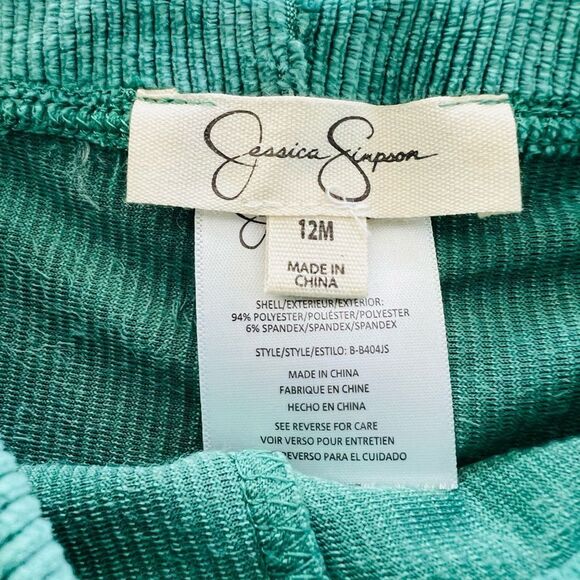 Jessica Simpson
12M
MADE IN
CHINA
SHELL/EXTERIEUR/EXTERIOR:
94% POLYESTER/POLIÉSTER/POLYESTER
6% SPANDEX/SPANDEX/SPANDEX
STYLE/STYLE/ESTILO: B-B404JS
MADE IN CHINA
FABRIQUE EN CHINE
HECHO EN CHINA
SEE REVERSE FOR CARE
VOIR VERSO POUR ENTRETIEN
REVERSO PARA EL CUIDADO